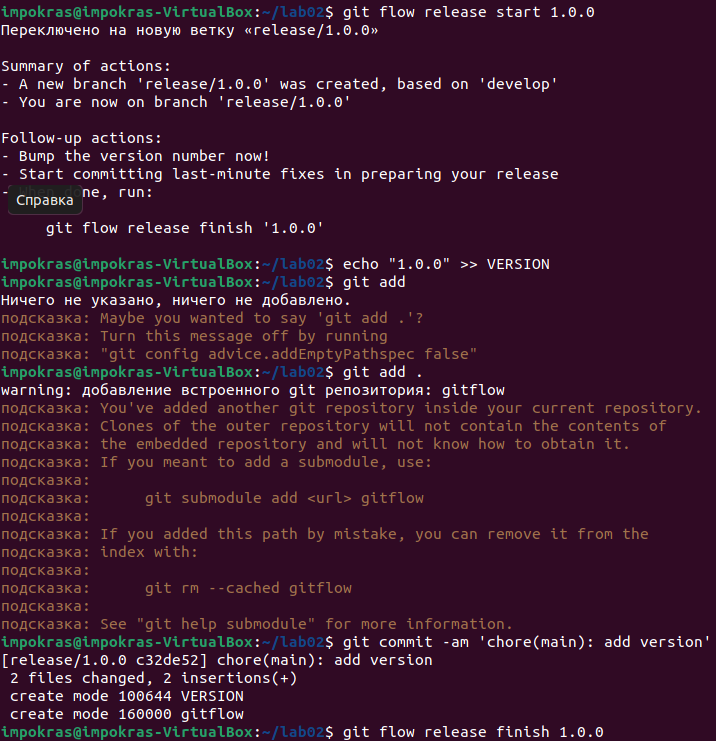 impokras@impokras-VirtualBox:~/lab02$ git flow release start 1.0.0
Переключено на новую ветку «release/1.0.0»
Summary of actions:
- A new branch 'release/1.0.0' was created, based on 'develop'
- You are now on branch 'release/1.0.0'
Follow-up actions:
- Bump the version number now!
- Start committing last-minute fixes in preparing your release
- When done, run:
Справка
git flow release finish '1.0.0'
impokras@impokras-VirtualBox:~/lab02$ echo "1.0.0" >> VERSION
impokras@impokras-VirtualBox:~/lab02$ git add
Ничего не указано, ничего не добавлено.
подсказка: Maybe you wanted to say 'git add .'?
подсказка: Turn this message off by running
подсказка: "git config advice.addEmptyPathspec false"
impokras@impokras-VirtualBox:~/lab02$ git add .
warning: добавление встроенного git репозитория: gitflow
подсказка: You've added another git repository inside your current repository.
подсказка: Clones of the outer repository will not contain the contents of
подсказка: the embedded repository and will not know how to obtain it.
подсказка: If you meant to add a submodule, use:
подсказка:
подсказка: git submodule add <url> gitflow
подсказка:
подсказка: If you added this path by mistake, you can remove it from the
подсказка: index with:
подсказка:
подсказка: git rm --cached gitflow
подсказка:
подсказка: See "git help submodule" for more information.
impokras@impokras-VirtualBox:~/lab02$ git commit -am 'chore(main): add version'
[release/1.0.0 c32de52] chore(main): add version
2 files changed, 2 insertions(+)
create mode 100644 VERSION
create mode 160000 gitflow
impokras@impokras-VirtualBox:~/lab02$ git flow release finish 1.0.0